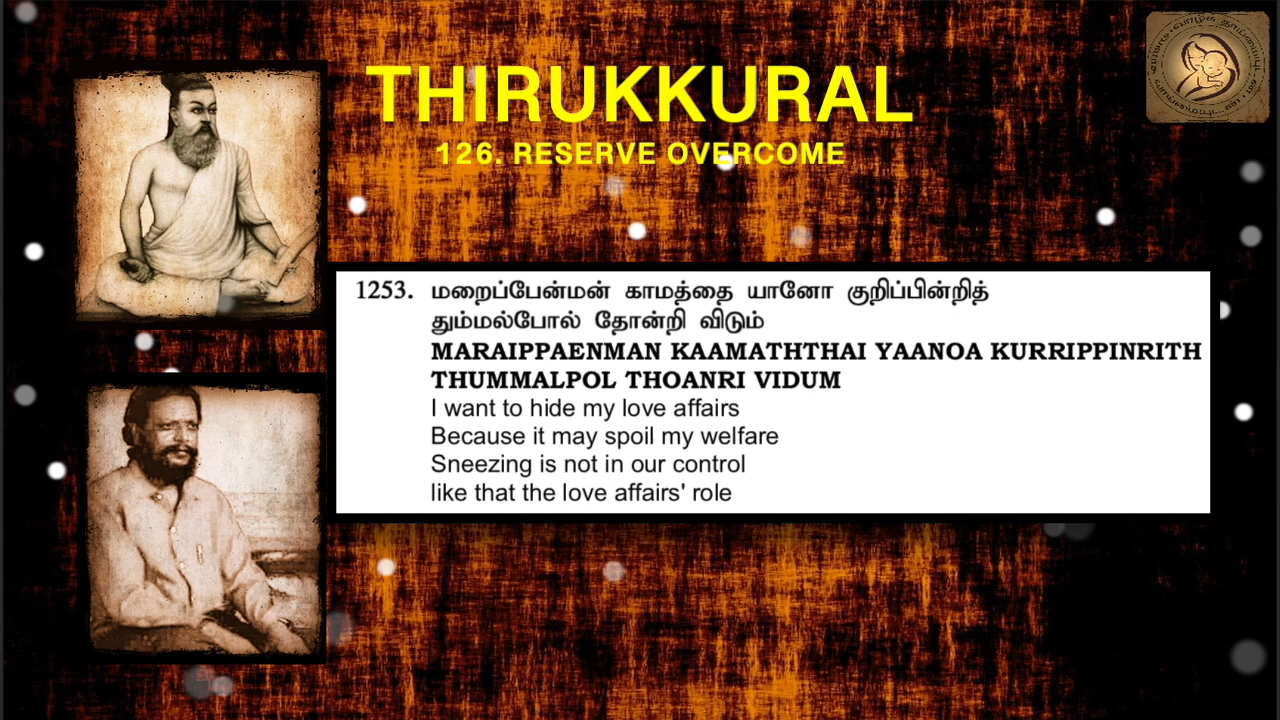 THIRUKKURAL
126. RESERVE OVERCOME
1253. மறைப்பேன்மன் காமத்தை யானோ குறிப்பின்றித்
தும்மல்போல் தோன்றி விடும்
MARAIPPAENMAN KAAMATHTHAI YAANOA KURRIPPINRITH
THUMMALPOL THOANRI VIDUM
I want to hide my love affairs
Because it may spoil my welfare
Sneezing is not in our control
like that the love affairs' role